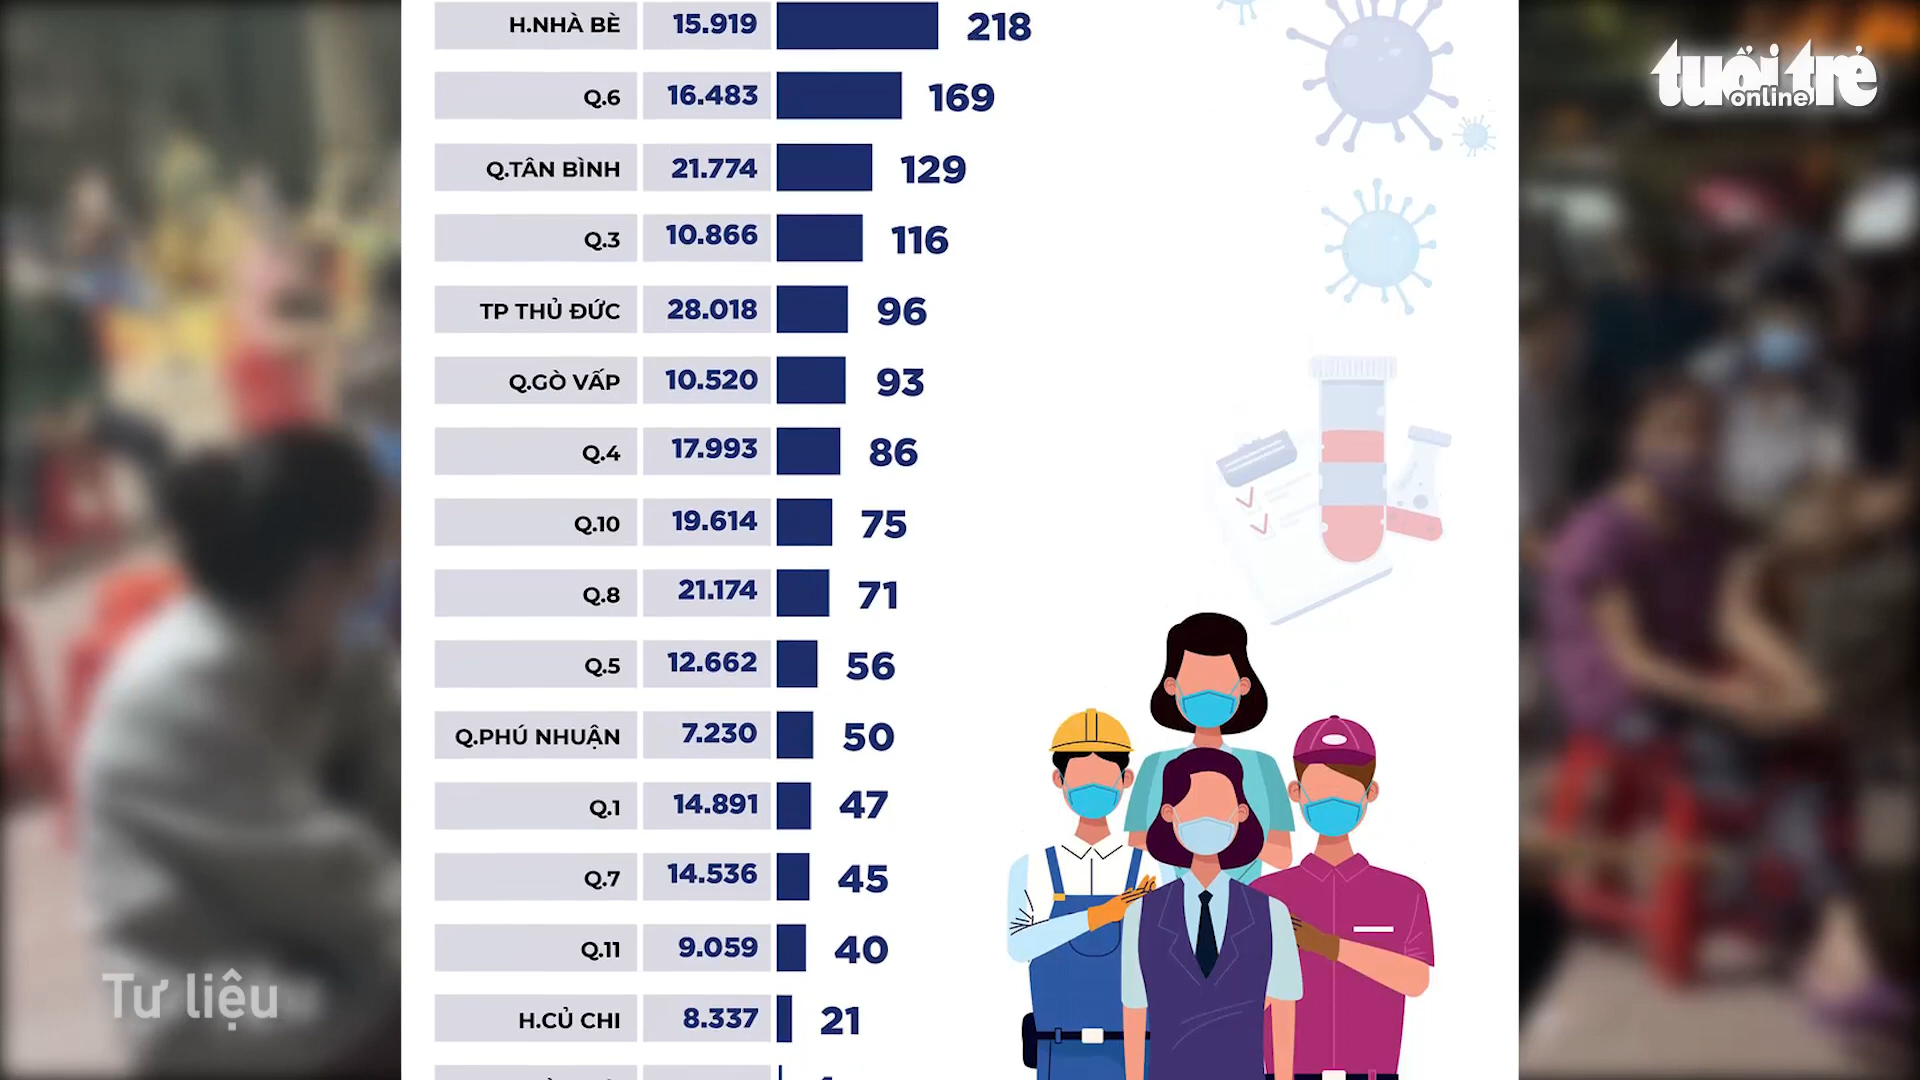 H.NHÀ BÈ 15.919 218
tuổi trẻ
online
Q.6 16.483 169
Q.TÂN BÌNH 21.774 129
Q.3 10.866 116
TP THỦ ĐỨC 28.018 96
Q.GÒ VẤP 10.520 93
Q.4 17.993 86
Q.10 19.614 75
Q.8 21.174 71
Q.5 12.662 56
Q.PHÚ NHUẬN 7.230 50
Q.1 14.891 47
Q.7 14.536 45
Q.11 9.059 40
Tư liệu
H.CỦ CHI 8.337 21